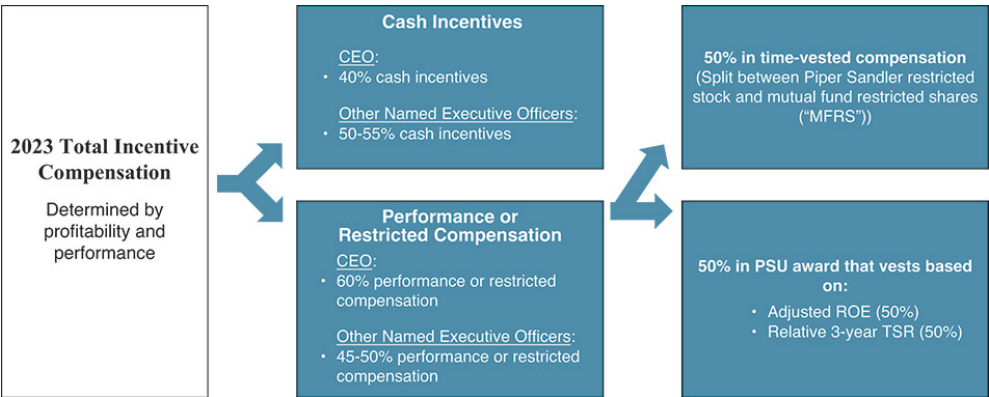 2023 Total Incentive
Compensation
Determined by
profitability and
performance
Cash Incentives
CEO:
• 40% cash incentives
Other Named Executive Officers:
• 50-55% cash incentives
Performance or
Restricted Compensation
CEO:
• 60% performance or restricted
compensation
Other Named Executive Officers:
• 45-50% performance or restricted
compensation
50% in time-vested compensation
(Split between Piper Sandler restricted
stock and mutual fund restricted shares
(“MFRS”))
50% in PSU award that vests based
on:
• Adjusted ROE (50%)
• Relative 3-year TSR (50%)